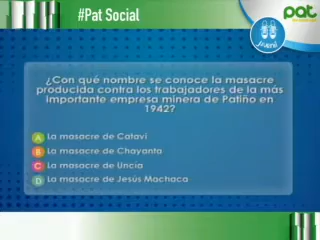 #Pat Social
pat
¿Con qué nombre se conoce la masacre
producida contra los trabajadores de la más
importante empresa minera de Patiño en
1942?
A La masacre de Catavi
B La masacre de Chayanta
C La masacre de Uncía
D La masacre de Jesús Machaca